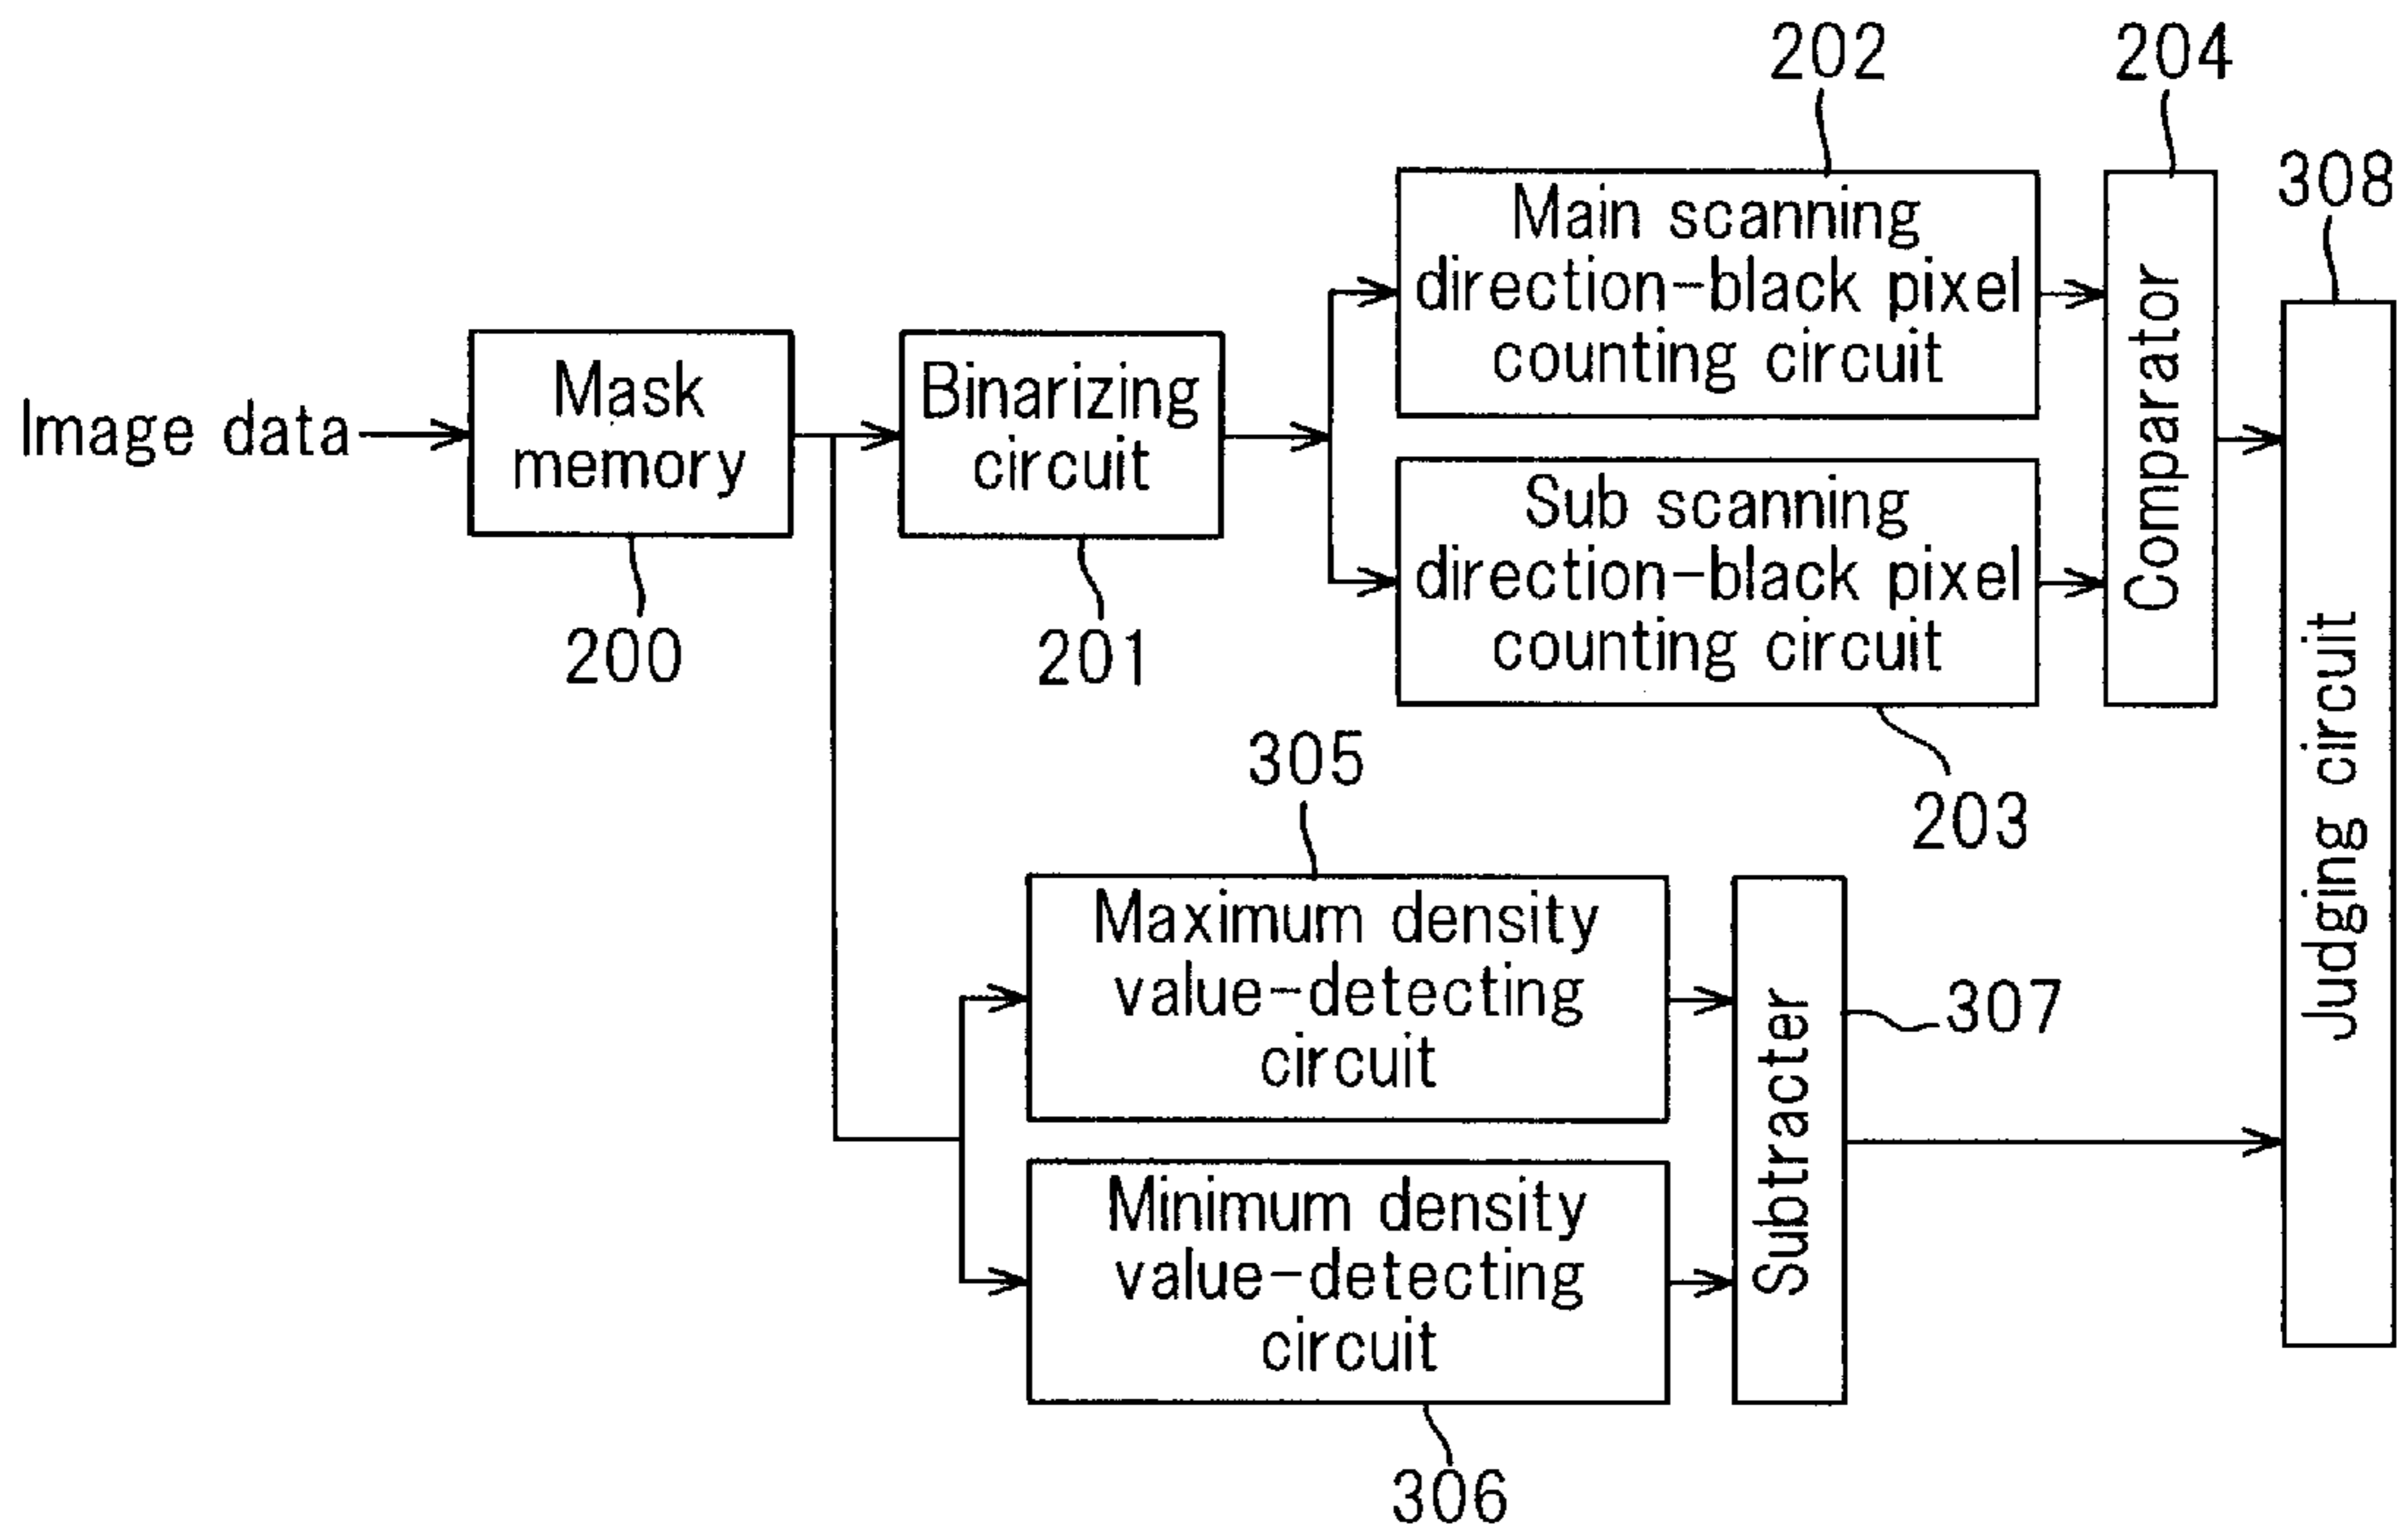 202
204
308
Main scanning
direction-black pixel
counting circuit
Comparator
Judging circuit
Image data
Mask
memory
Binarizing
circuit
200
201
Sub scanning
direction-black pixel
counting circuit
203
305
Maximum density
value-detecting
circuit
Subtracter
307
Minimum density
value-detecting
circuit
306